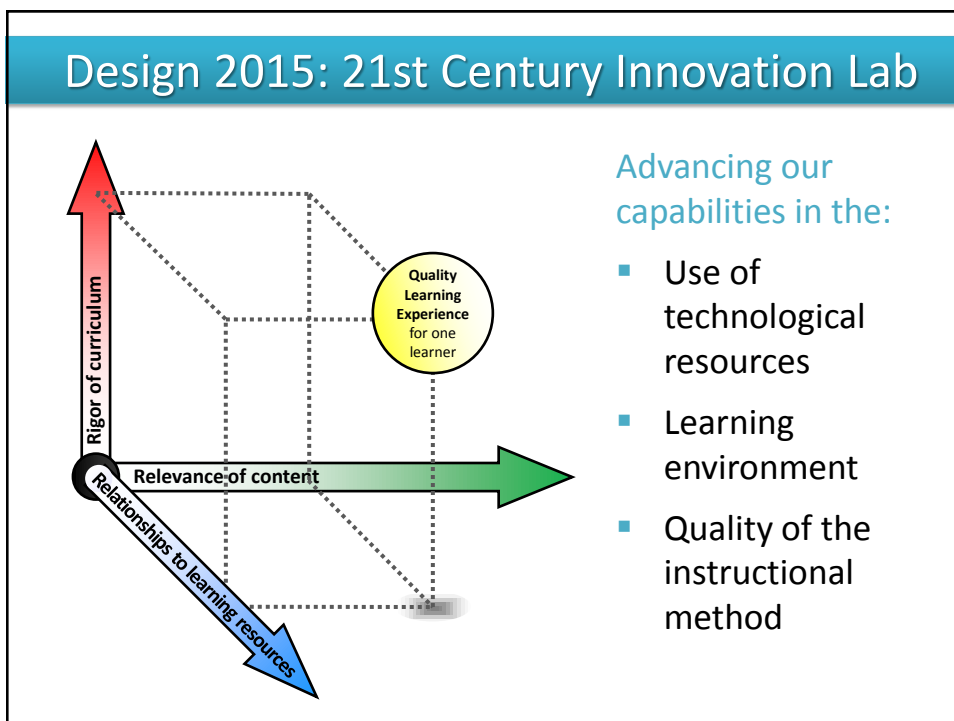 Design 2015: 21st Century Innovation Lab
Rigor of curriculum
Relevance of content
Relationships to learning resources
Quality
Learning
Experience
for one
learner
Advancing our
capabilities in the:
▪ Use of
technological
resources
▪ Learning
environment
▪ Quality of the
instructional
method